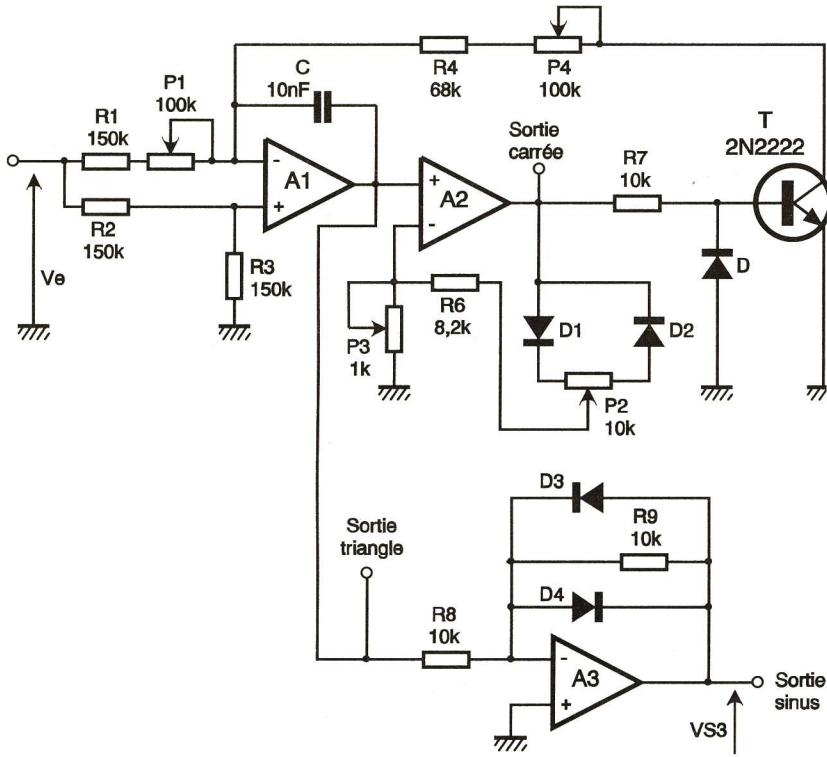 C
10nF
P1
100k
R1
150k
R4
68k
P4
100k
T
2N2222
Sortie
carrée
R7
10k
-
A1
+
+
A2
-
R2
150k
R3
150k
Ve
R6
8,2k
P3
1k
D1
D2
D
P2
10k
D3
R9
10k
Sortie
triangle
D4
R8
10k
-
A3
+
Sortie
sinus
VS3